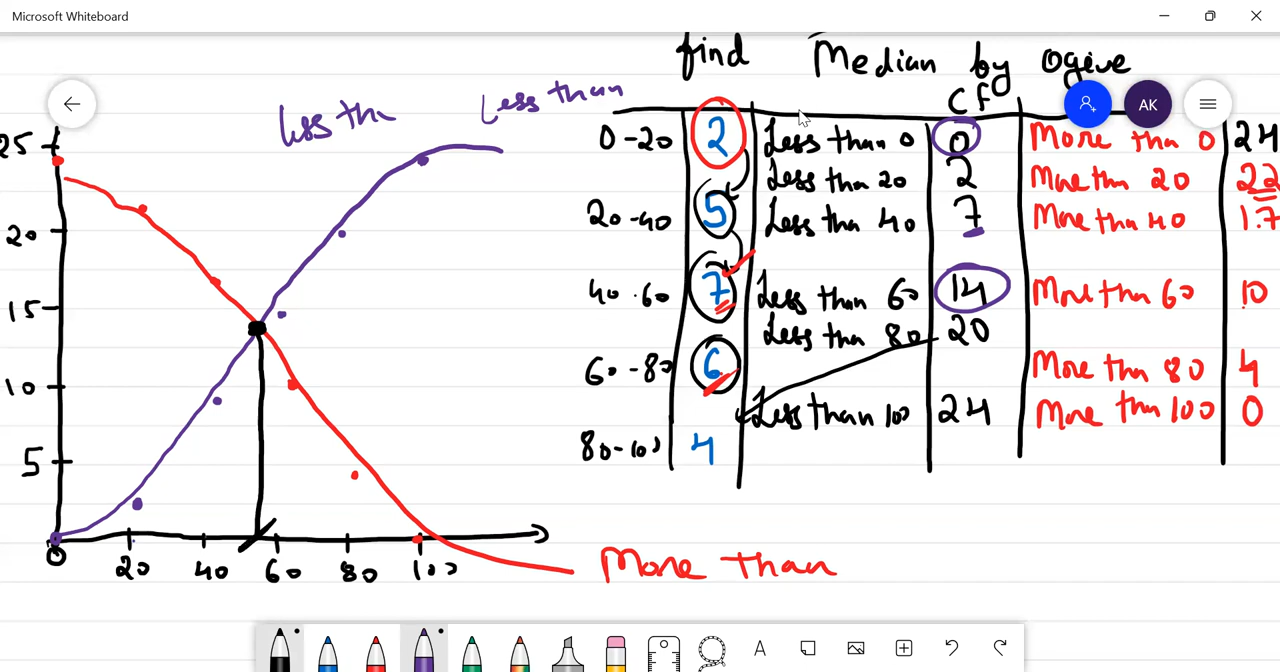 Microsoft Whiteboard
find Median by ogive
less tha
Less than
25
20
15
10
5
0
20
40
60
80
100
CF
0-20 2 Less than 0 0 More than 0 24
Less than 20 2 More than 20 22
20-40 5 Less than 40 7 More than 40 17
40-60 7 Less than 60 14 More than 60 10
Less than 80 20
60-80 6 More tha 80 4
Less than 100 24 More than 100 0
80-100 4
More than
AK
A